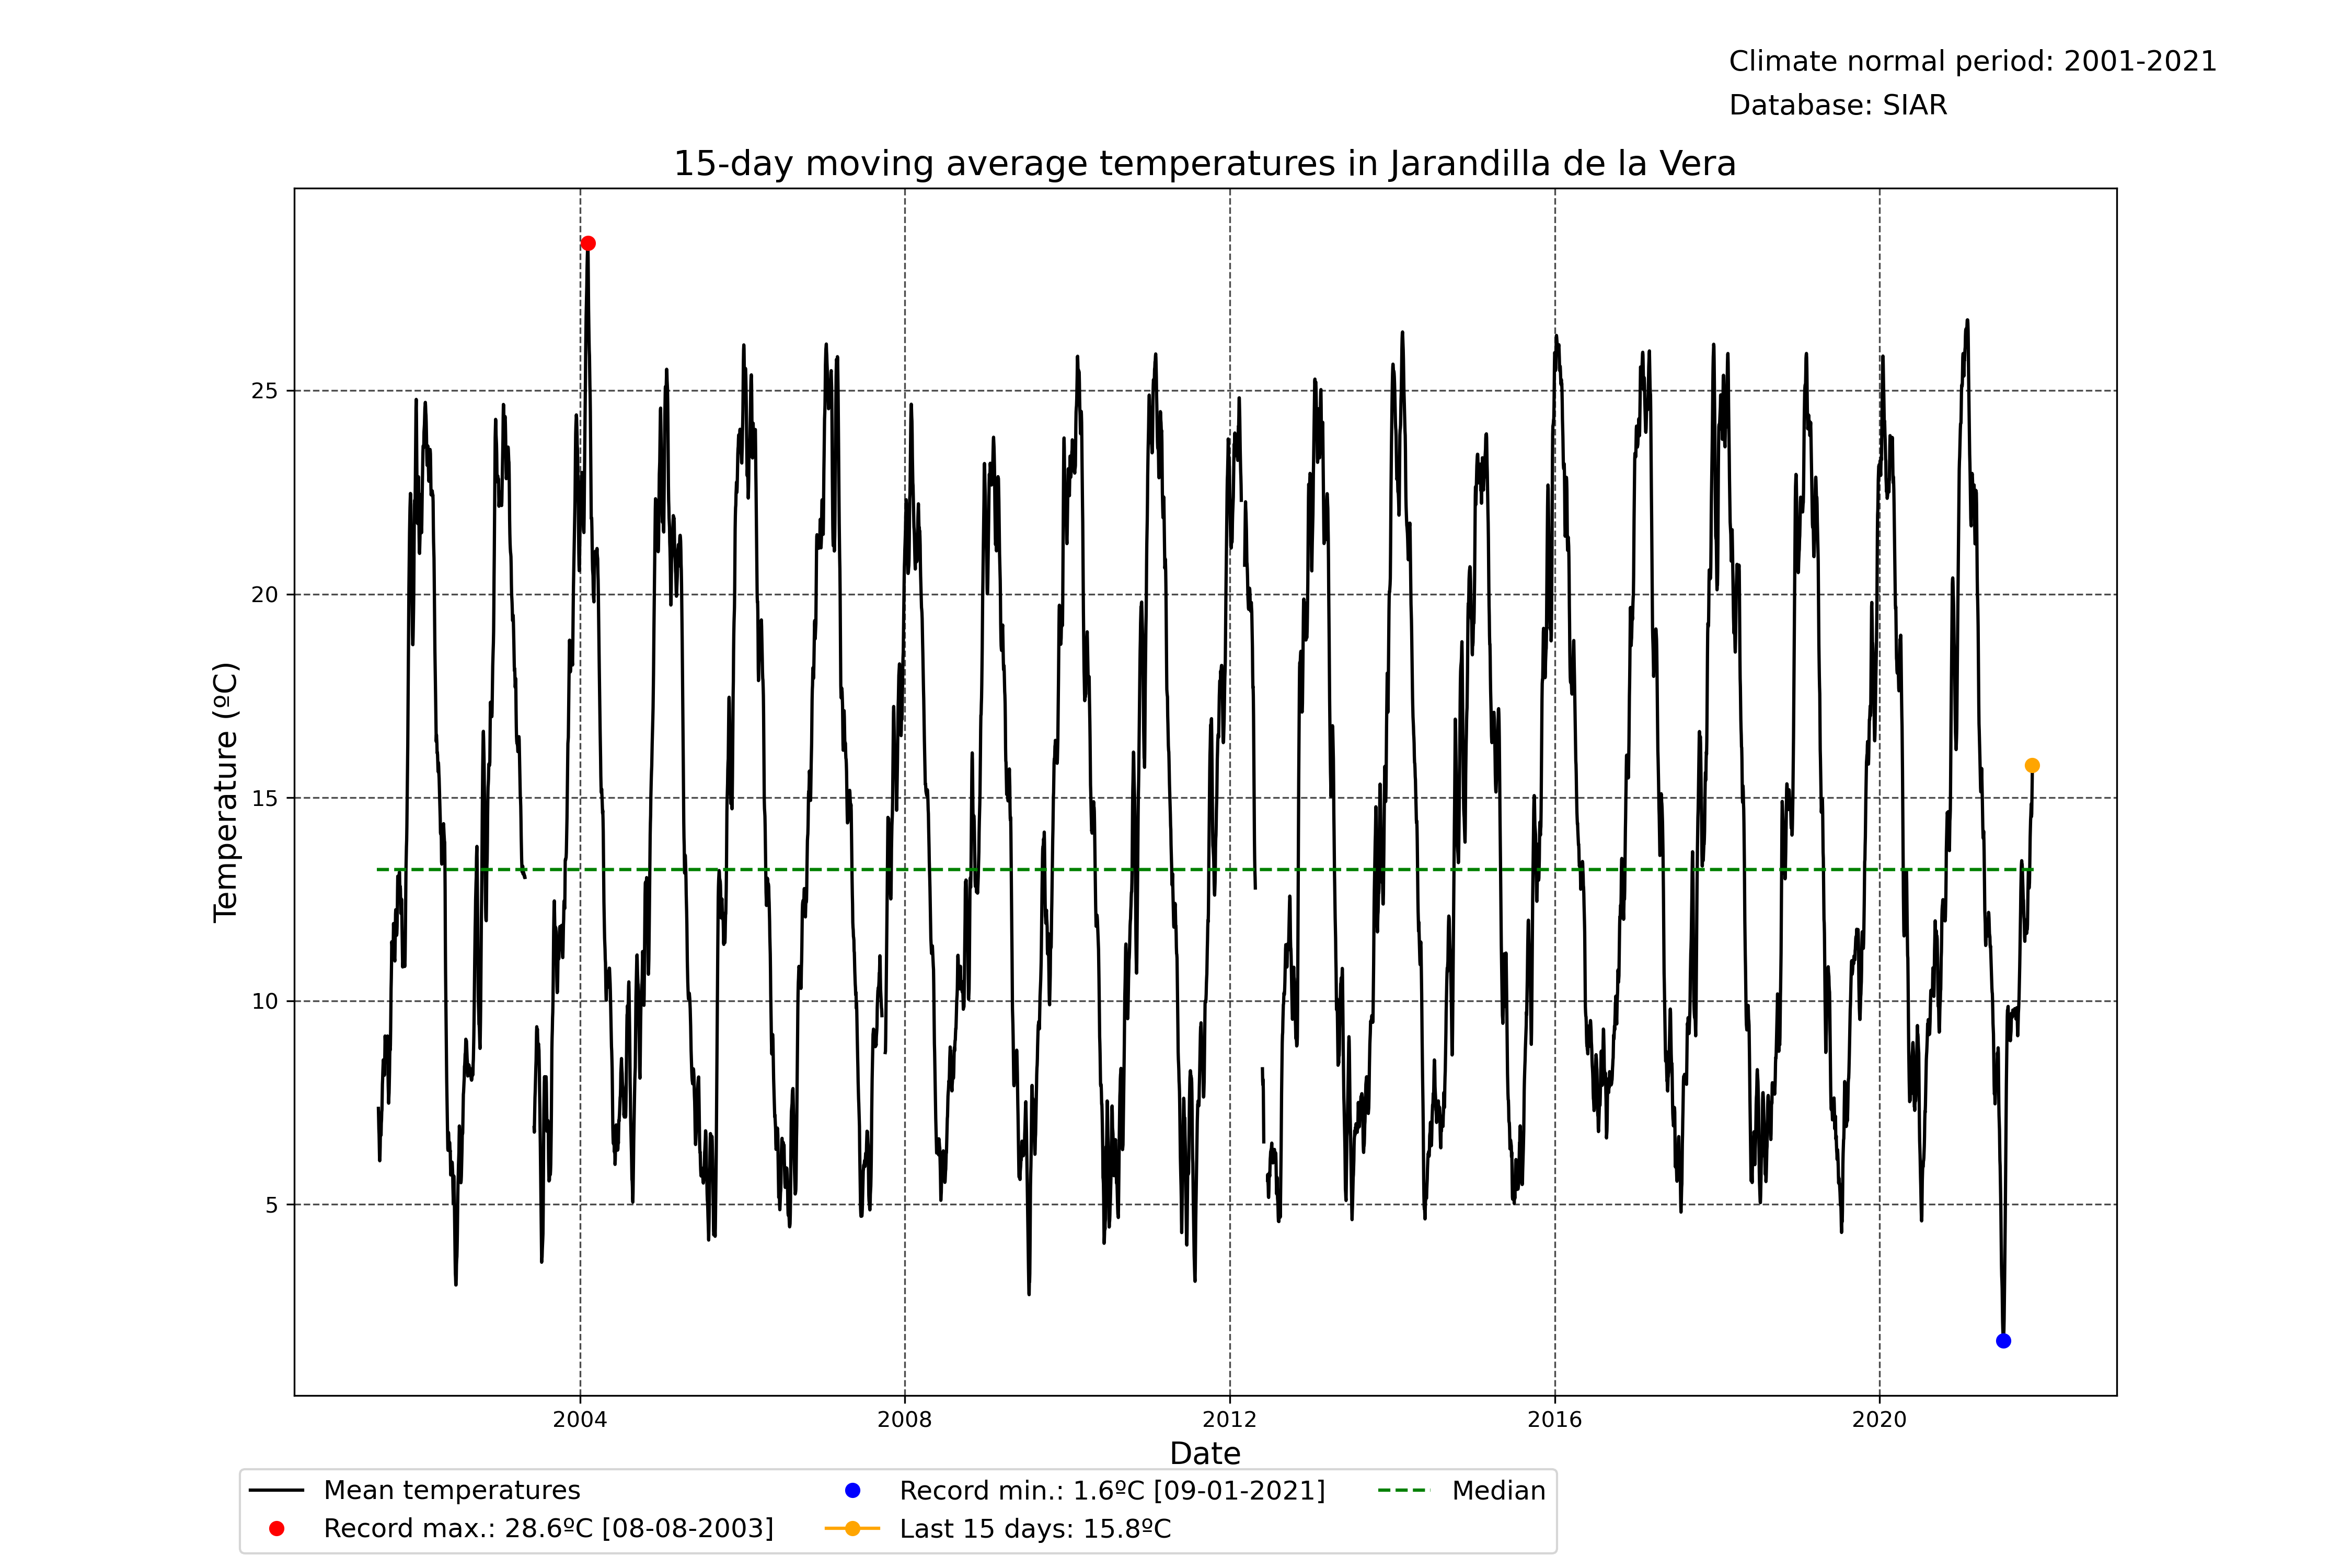 Climate normal period: 2001-2021
Database: SIAR
15-day moving average temperatures in Jarandilla de la Vera
Temperature (ºC)
25
20
15
10
5
2004 2008 2012 2016 2020
Date
Mean temperatures
Record max.: 28.6ºC [08-08-2003]
Record min.: 1.6ºC [09-01-2021]
Last 15 days: 15.8ºC
Median